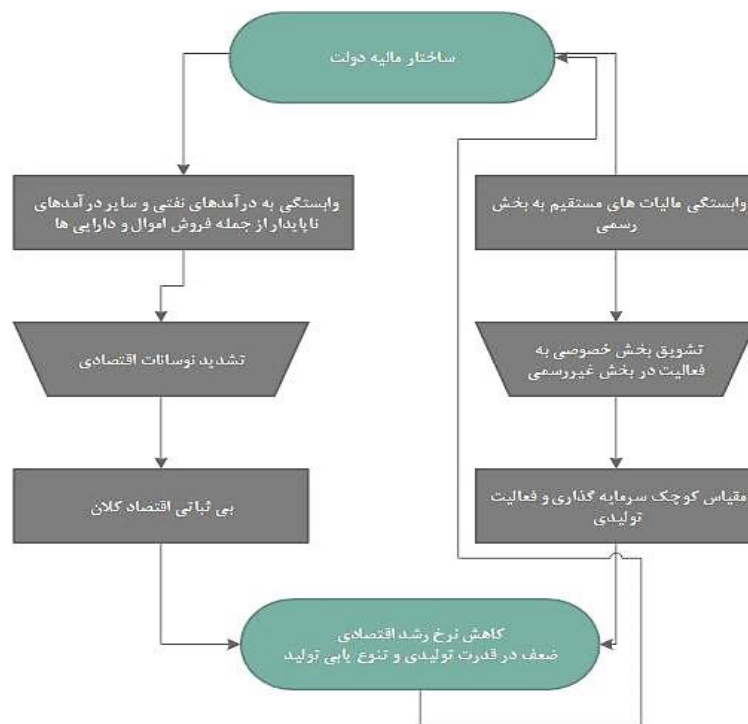 ساختار مالیه دولت
وابستگی مالیات های مستقیم به بخش
رسمی
وابستگی به درآمدهای نفتی و سایر درآمدهای
ناپایدار از جمله فروش اموال و دارایی ها
تشویق بخش خصوصی به
فعالیت در بخش غیررسمی
تشدید نوسانات اقتصادی
مقیاس کوچک سرمایه گذاری و فعالیت
تولیدی
بی ثباتی اقتصاد کلان
کاهش نرخ رشد اقتصادی
ضعف در قدرت تولیدی و تنوع یابی تولید